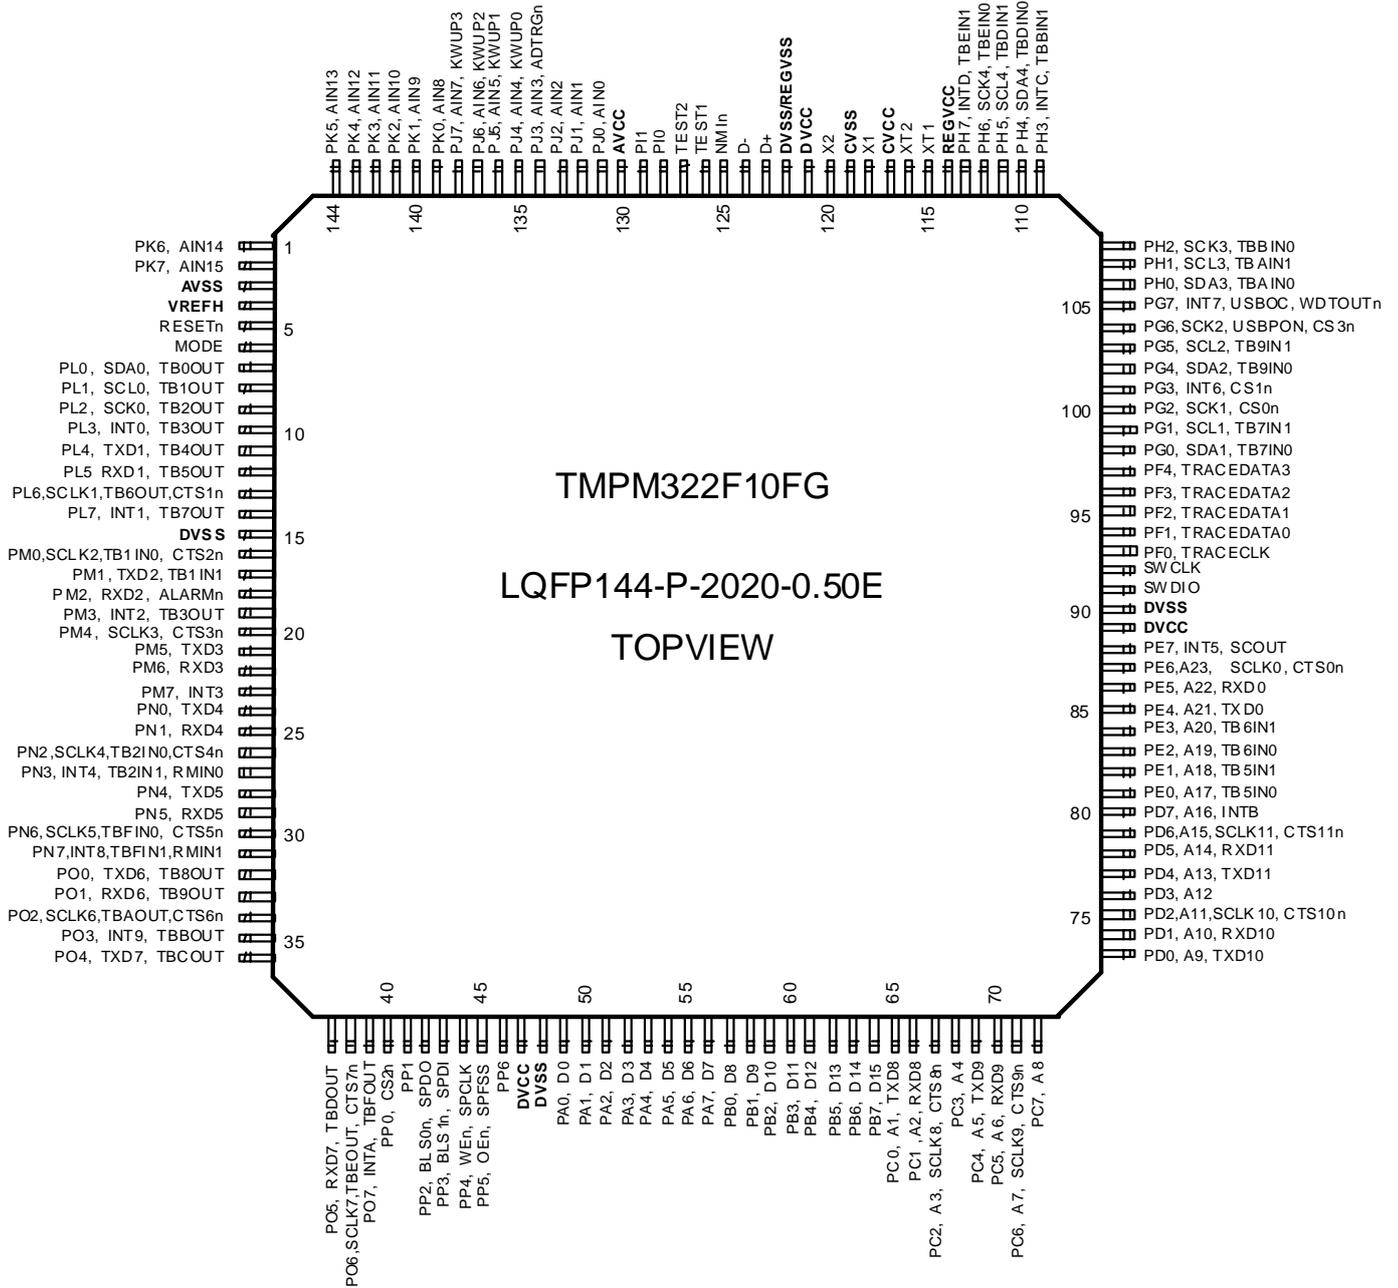 PK5, AIN13
PK4, AIN12
PK3, AIN11
PK2, AIN10
PK1, AIN9
PK0, AIN8
PJ7, AIN7, KWUP3
PJ6, AIN6, KWUP2
PJ5, AIN5, KWUP1
PJ4, AIN4, KWUP0
PJ3, AIN3, ADTRGn
PJ2, AIN2
PJ1, AIN1
PJ0, AIN0
AVCC
PI1
PI0
TEST2
TEST1
NMIn
D-
D+
DVSS/REGVSS
DVCC
X2
CVSS
X1
CVCC
XT2
XT1
REGVCC
PH7, INTD, TBEIN1
PH6, SCK4, TBEIN0
PH5, SCL4, TBDIN1
PH4, SDA4, TBDIN0
PH3, INTC, TBBIN1
144
140
135
130
125
120
115
110
PK6, AIN14
PK7, AIN15
AVSS
VREFH
RESETn
MODE
PL0, SDA0, TB0OUT
PL1, SCL0, TB1OUT
PL2, SCK0, TB2OUT
PL3, INT0, TB3OUT
PL4, TXD1, TB4OUT
PL5 RXD1, TB5OUT
PL6,SCLK1,TB6OUT,CTS1n
PL7, INT1, TB7OUT
DVSS
PM0,SCLK2,TB1IN0, CTS2n
PM1, TXD2, TB1IN1
PM2, RXD2, ALARMn
PM3, INT2, TB3OUT
PM4, SCLK3, CTS3n
PM5, TXD3
PM6, RXD3
PM7, INT3
PN0, TXD4
PN1, RXD4
PN2,SCLK4,TB2IN0,CTS4n
PN3, INT4, TB2IN1, RMIN0
PN4, TXD5
PN5, RXD5
PN6,SCLK5,TBFIN0, CTS5n
PN7,INT8,TBFIN1,RMIN1
PO0, TXD6, TB8OUT
PO1, RXD6, TB9OUT
PO2,SCLK6,TBAOUT,CTS6n
PO3, INT9, TBBOUT
PO4, TXD7, TBCOUT
1
5
10
15
20
25
30
35
TMPM322F10FG
LQFP144-P-2020-0.50E
TOPVIEW
105
100
95
90
85
80
75
PH2, SCK3, TBBIN0
PH1, SCL3, TBAIN1
PH0, SDA3, TBAIN0
PG7, INT7, USBOC, WDTOUTn
PG6,SCK2, USBPON, CS3n
PG5, SCL2, TB9IN1
PG4, SDA2, TB9IN0
PG3, INT6, CS1n
PG2, SCK1, CS0n
PG1, SCL1, TB7IN1
PG0, SDA1, TB7IN0
PF4, TRACEDATA3
PF3, TRACEDATA2
PF2, TRACEDATA1
PF1, TRACEDATA0
PF0, TRACECLK
SWCLK
SWDIO
DVSS
DVCC
PE7, INT5, SCOUT
PE6,A23, SCLK0, CTS0n
PE5, A22, RXD0
PE4, A21, TXD0
PE3, A20, TB6IN1
PE2, A19, TB6IN0
PE1, A18, TB5IN1
PE0, A17, TB5IN0
PD7, A16, INTB
PD6,A15,SCLK11, CTS11n
PD5, A14, RXD11
PD4, A13, TXD11
PD3, A12
PD2,A11,SCLK10, CTS10n
PD1, A10, RXD10
PD0, A9, TXD10
40
45
50
55
60
65
70
PO5, RXD7, TBDOUT
PO6,SCLK7,TBEOUT, CTS7n
PO7, INTA, TBFOUT
PP0, CS2n
PP1
PP2, BLS0n, SPDO
PP3, BLS1n, SPDI
PP4, WEn, SPCLK
PP5, OEn, SPFSS
PP6
DVCC
DVSS
PA0, D0
PA1, D1
PA2, D2
PA3, D3
PA4, D4
PA5, D5
PA6, D6
PA7, D7
PB0, D8
PB1, D9
PB2, D10
PB3, D11
PB4, D12
PB5, D13
PB6, D14
PB7, D15
PC0, A1, TXD8
PC1, A2, RXD8
PC2, A3, SCLK8, CTS8n
PC3, A4
PC4, A5, TXD9
PC5, A6, RXD9
PC6, A7, SCLK9, CTS9n
PC7, A8